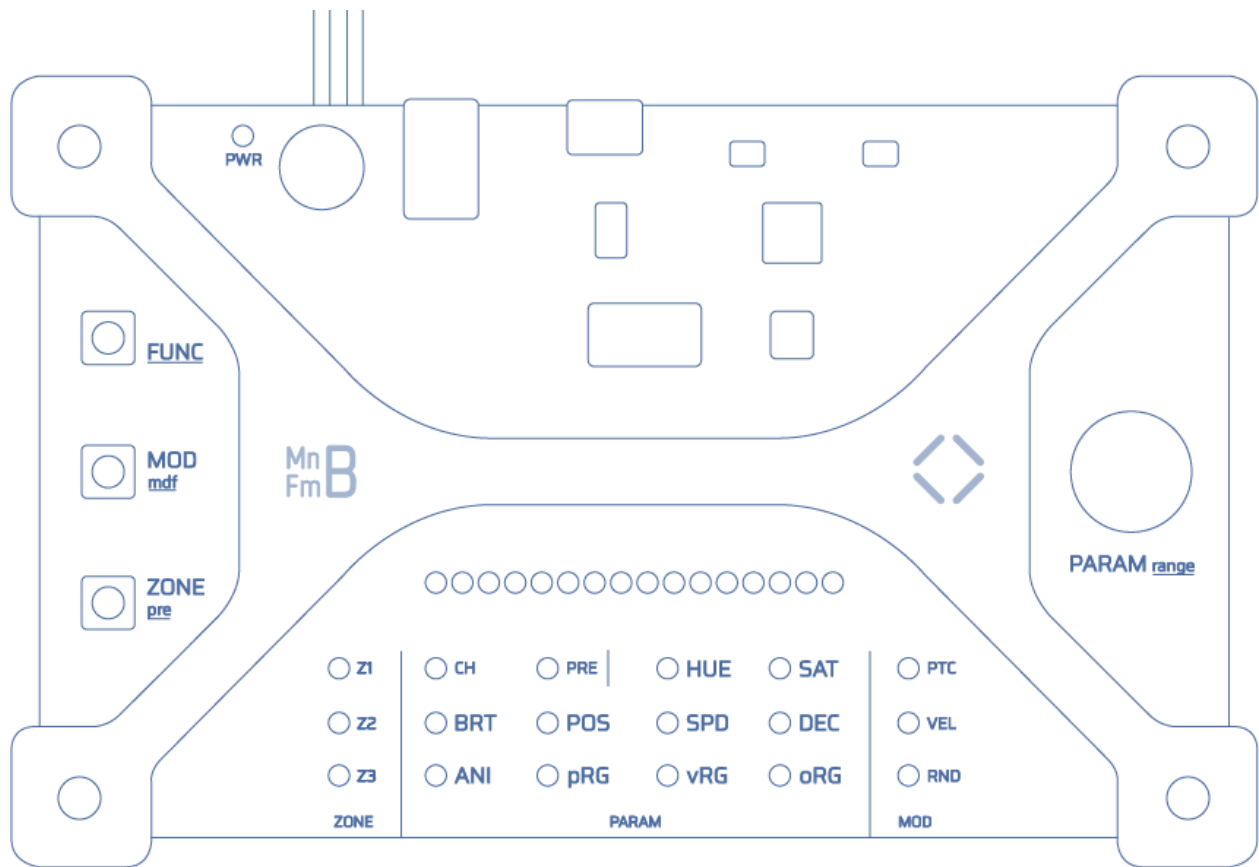 PWR
FUNC
MOD
mdf
ZONE
pre
Mn
Fm B
PARAM range
Z1 CH PRE HUE SAT PTC
Z2 BRT POS SPD DEC VEL
Z3 ANI pRG vRG oRG RND
ZONE PARAM MOD